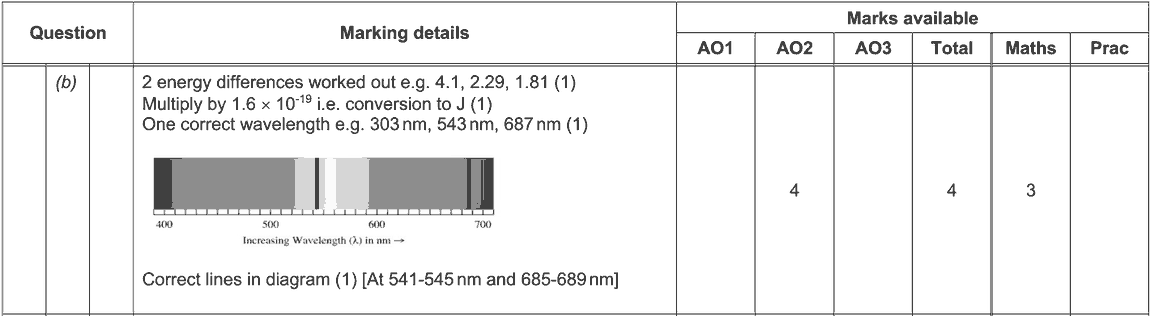 Question
Marking details
Marks available
AO1 AO2 AO3 Total Maths Prac
(b)
2 energy differences worked out e.g. 4.1, 2.29, 1.81 (1)
Multiply by 1.6 × 10⁻¹⁹ i.e. conversion to J (1)
One correct wavelength e.g. 303 nm, 543 nm, 687 nm (1)
400 500 600 700
Increasing Wavelength (λ) in nm →
Correct lines in diagram (1) [At 541-545 nm and 685-689 nm]
4 4 3